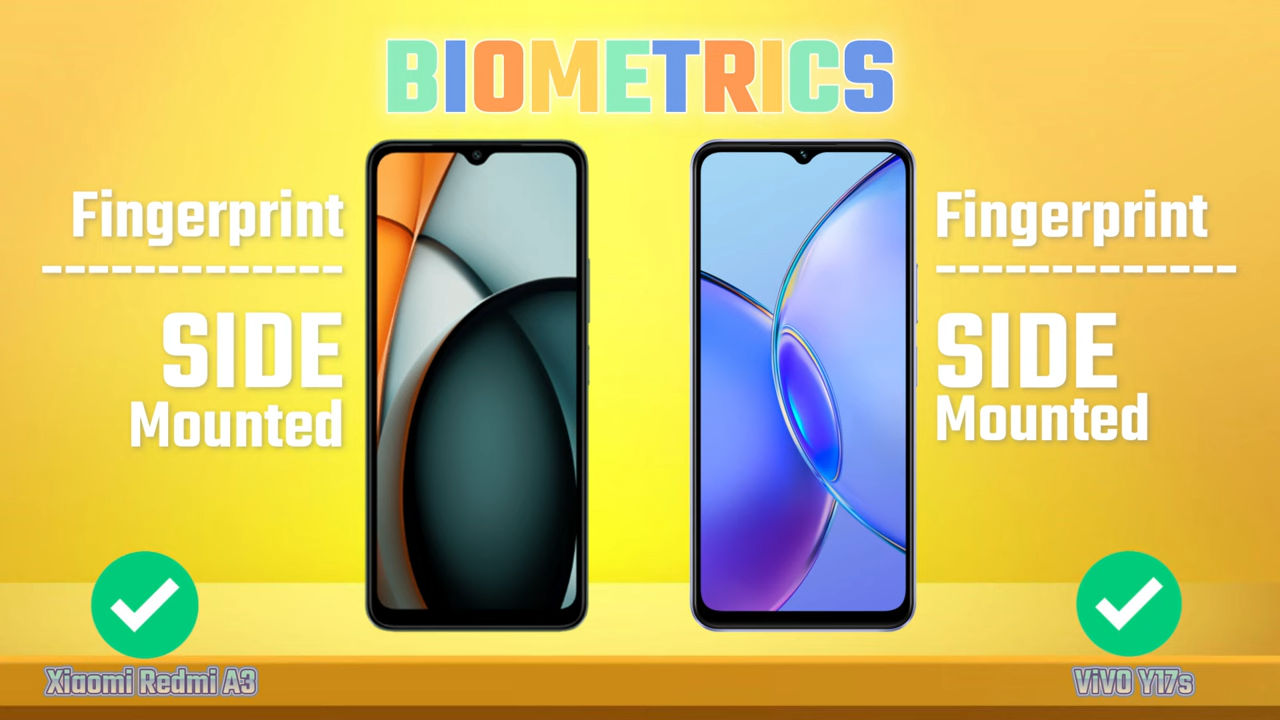 BIOMETRICS
Fingerprint
-------------
SIDE
Mounted
Fingerprint
-------------
SIDE
Mounted
Xiaomi Redmi A3
ViVO Y17s